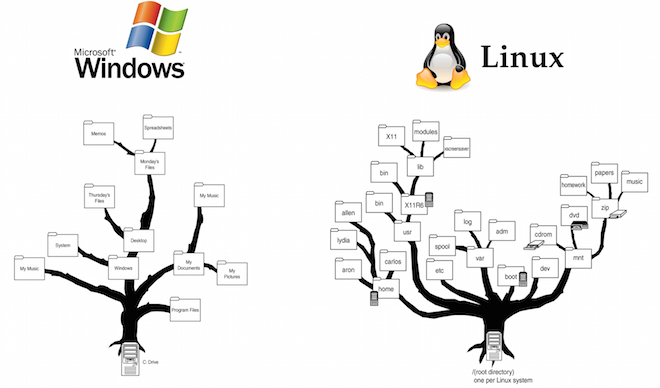 Microsoft®
Windows
Memos
Spreadsheets
Monday's
Files
Thursday's
Files
My Music
System
Desktop
My Music
Windows
My
Documents
My
Pictures
Program Files
C: Drive
Linux
X11
modules
xscreensaver
lib
bin
bin
X11R6
allen
usr
lydia
aron
carlos
home
log
adm
spool
var
etc
boot
dev
papers
homework
music
zip
dvd
cdrom
mnt
/(root directory)
one per Linux system